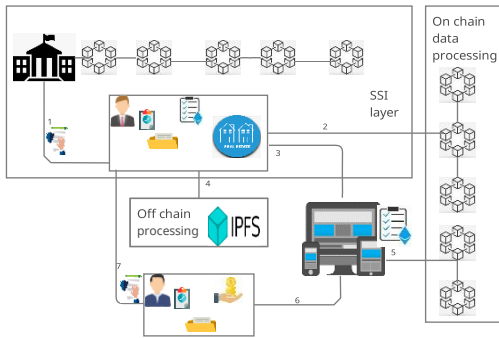 On chain
data
processing
SSI
layer
1
2
REAL ESTATE
3
4
Off chain
processing
IPFS
5
7
6